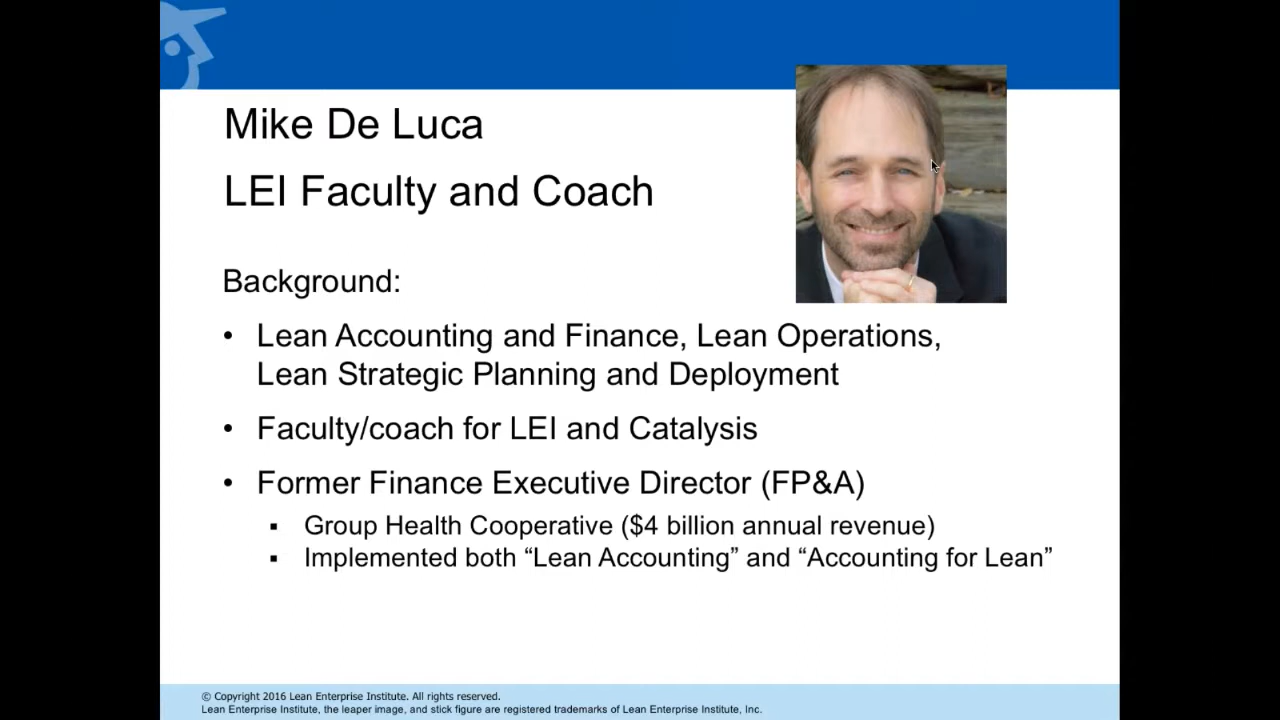 Mike De Luca
LEI Faculty and Coach
Background:
• Lean Accounting and Finance, Lean Operations,
Lean Strategic Planning and Deployment
• Faculty/coach for LEI and Catalysis
• Former Finance Executive Director (FP&A)
▪ Group Health Cooperative ($4 billion annual revenue)
▪ Implemented both “Lean Accounting” and “Accounting for Lean”
© Copyright 2016 Lean Enterprise Institute. All rights reserved.
Lean Enterprise Institute, the leaper image, and stick figure are registered trademarks of Lean Enterprise Institute, Inc.